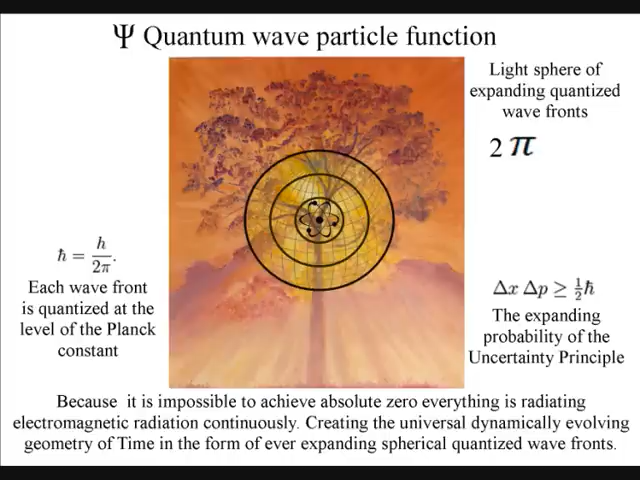 Ψ Quantum wave particle function
Light sphere of
expanding quantized
wave fronts
2 π
ħ = h/2π.
Each wave front
is quantized at the
level of the Planck
constant
Δx Δp ≥ ½ħ
The expanding
probability of the
Uncertainty Principle
Because it is impossible to achieve absolute zero everything is radiating
electromagnetic radiation continuously. Creating the universal dynamically evolving
geometry of Time in the form of ever expanding spherical quantized wave fronts.